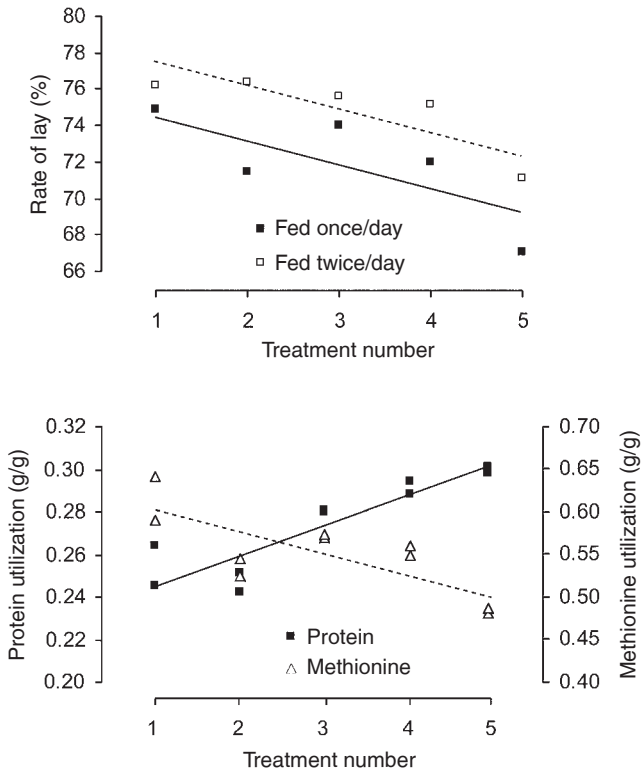 80
78
76
74
72
70
68
66
Rate of lay (%)
Fed once/day
Fed twice/day
1 2 3 4 5
Treatment number
0.32
0.30
0.28
0.26
0.24
0.22
0.20
Protein utilization (g/g)
0.70
0.65
0.60
0.55
0.50
0.45
0.40
Methionine utilization (g/g)
Protein
Methionine
1 2 3 4 5
Treatment number